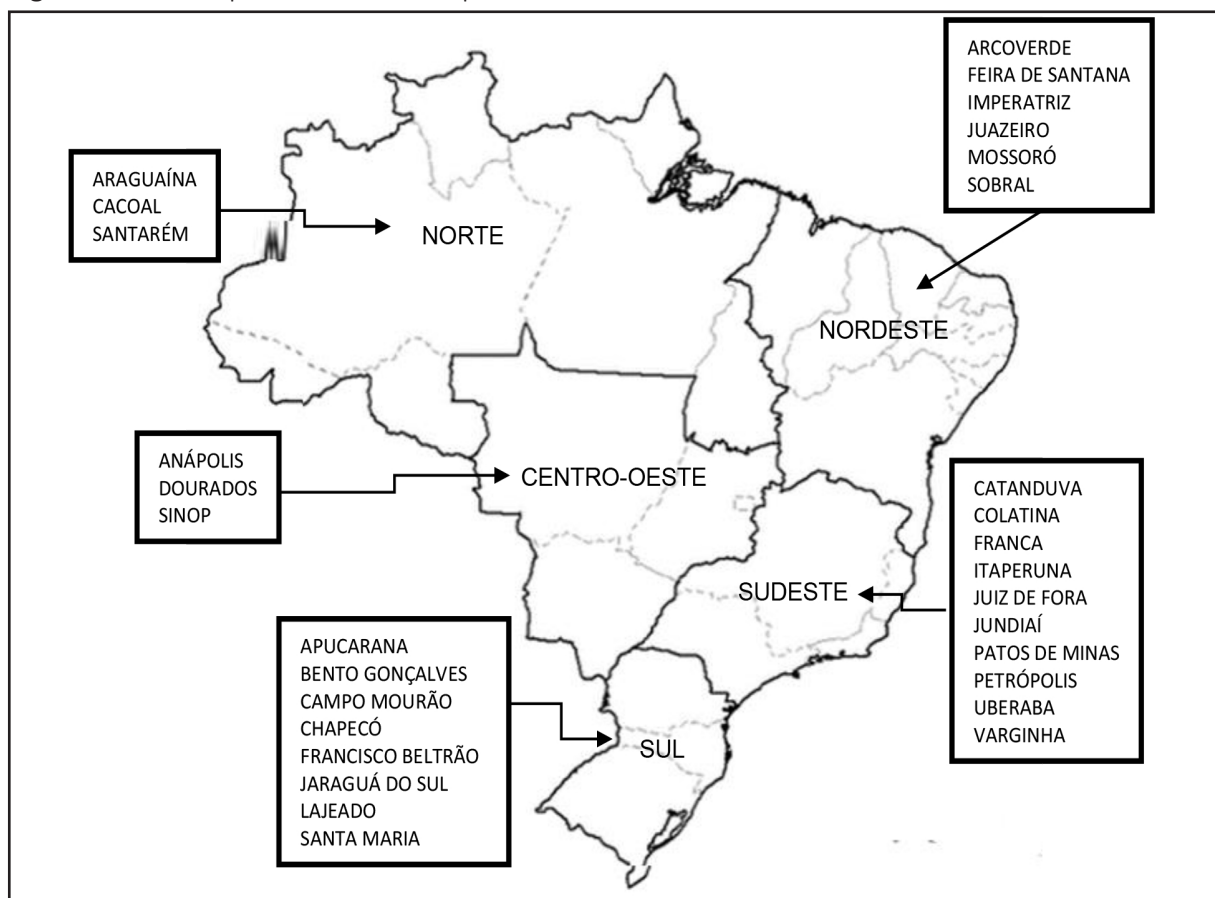 ARCOVERDE
FEIRA DE SANTANA
IMPERATRIZ
JUAZEIRO
MOSSORÓ
SOBRAL
ARAGUAÍNA
CACOAL
SANTARÉM
NORTE
NORDESTE
ANÁPOLIS
DOURADOS
SINOP
CENTRO-OESTE
CATANDUVA
COLATINA
FRANCA
ITAPERUNA
JUIZ DE FORA
JUNDIAÍ
PATOS DE MINAS
PETRÓPOLIS
UBERABA
VARGINHA
SUDESTE
APUCARANA
BENTO GONÇALVES
CAMPO MOURÃO
CHAPECÓ
FRANCISCO BELTRÃO
JARAGUÁ DO SUL
LAJEADO
SANTA MARIA
SUL